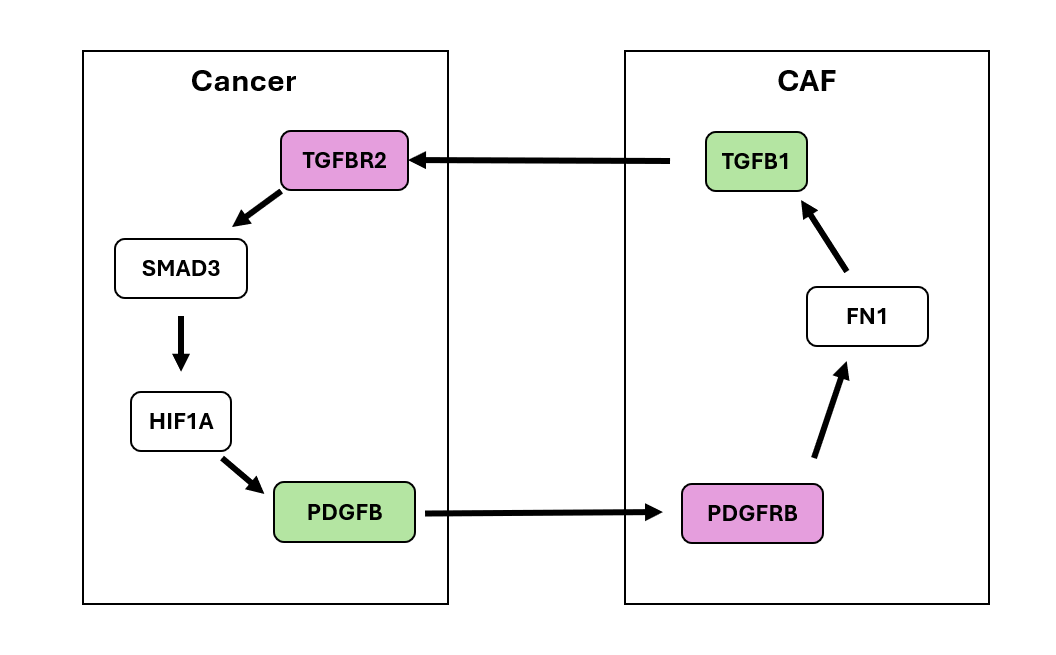 Cancer
CAF
TGFBR2
TGFB1
SMAD3
FN1
HIF1A
PDGFB
PDGFRB